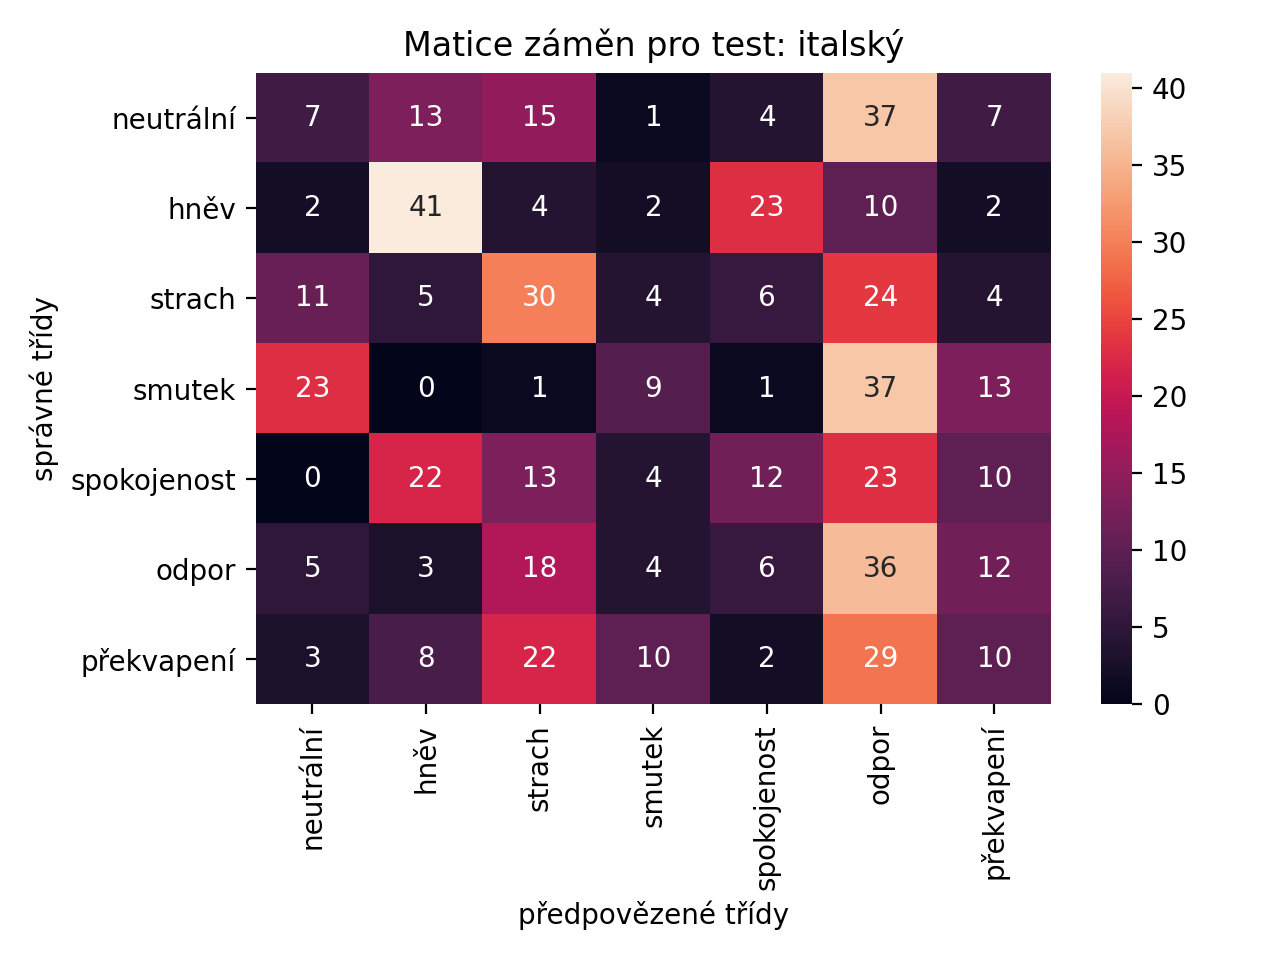 Matice záměn pro test: italský
neutrální 7 13 15 1 4 37 7
hněv 2 41 4 2 23 10 2
strach 11 5 30 4 6 24 4
smutek 23 0 1 9 1 37 13
spokojenost 0 22 13 4 12 23 10
odpor 5 3 18 4 6 36 12
překvapení 3 8 22 10 2 29 10
správné třídy
neutrální hněv strach smutek spokojenost odpor překvapení
předpovězené třídy
40
35
30
25
20
15
10
5
0